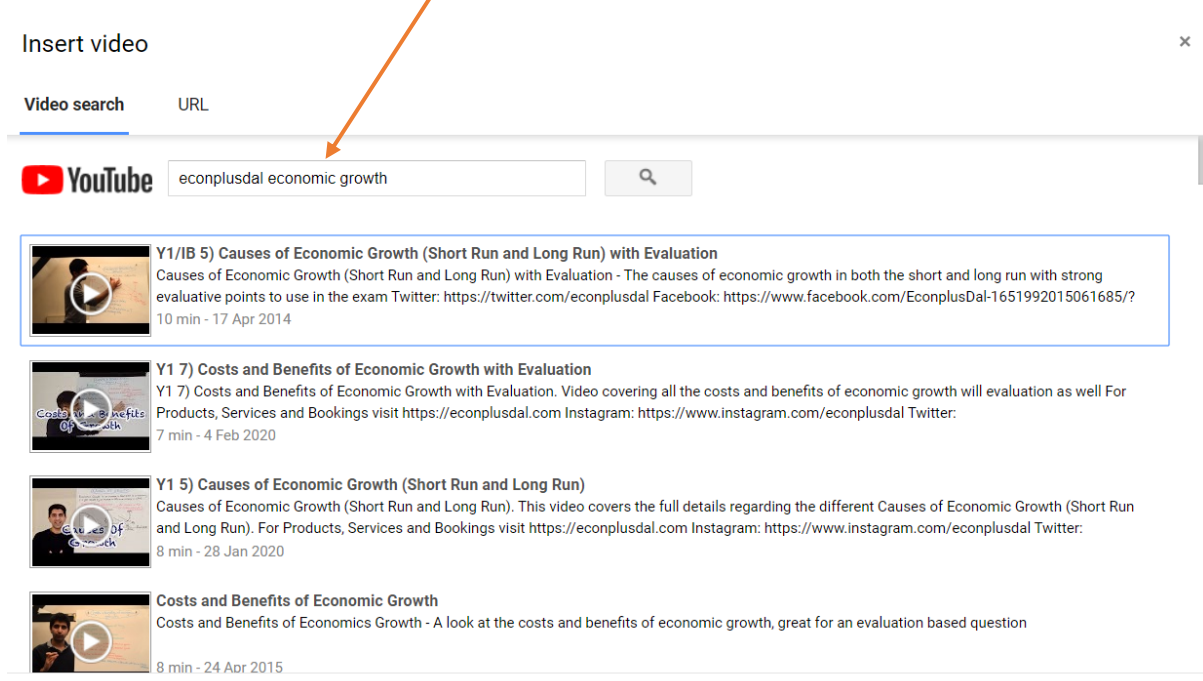 Insert video
×
Video search URL
YouTube econplusdal economic growth
Y1/IB 5) Causes of Economic Growth (Short Run and Long Run) with Evaluation
Causes of Economic Growth (Short Run and Long Run) with Evaluation - The causes of economic growth in both the short and long run with strong
evaluative points to use in the exam Twitter: https://twitter.com/econplusdal Facebook: https://www.facebook.com/EconplusDal-1651992015061685/?
10 min - 17 Apr 2014
Y1 7) Costs and Benefits of Economic Growth with Evaluation
Y1 7) Costs and Benefits of Economic Growth with Evaluation. Video covering all the costs and benefits of economic growth will evaluation as well For
Products, Services and Bookings visit https://econplusdal.com Instagram: https://www.instagram.com/econplusdal Twitter:
7 min - 4 Feb 2020
Costs and Benefits
Of Growth
Y1 5) Causes of Economic Growth (Short Run and Long Run)
Causes of Economic Growth (Short Run and Long Run). This video covers the full details regarding the different Causes of Economic Growth (Short Run
and Long Run). For Products, Services and Bookings visit https://econplusdal.com Instagram: https://www.instagram.com/econplusdal Twitter:
8 min - 28 Jan 2020
Causes Of
Growth
Costs and Benefits of Economic Growth
Costs and Benefits of Economics Growth - A look at the costs and benefits of economic growth, great for an evaluation based question
8 min - 24 Apr 2015